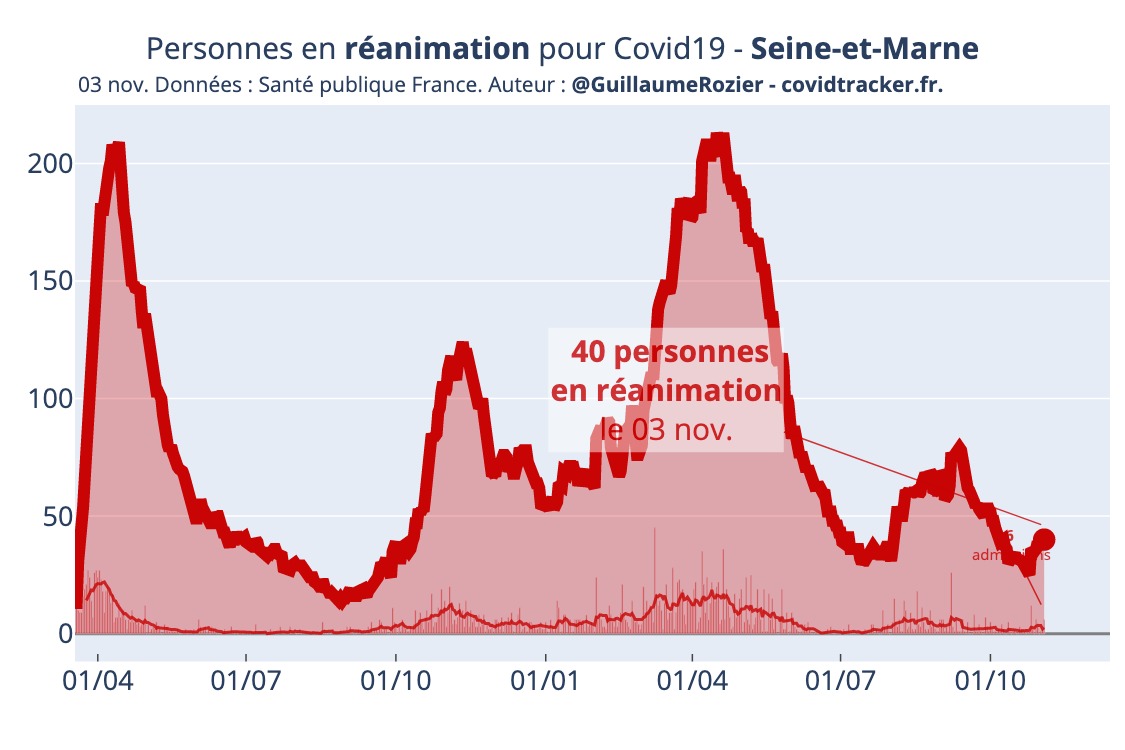 Personnes en réanimation pour Covid19 - Seine-et-Marne
03 nov. Données : Santé publique France. Auteur : @GuillaumeRozier - covidtracker.fr.
200
150
100
50
0
40 personnes
en réanimation
le 03 nov.
01/04 01/07 01/10 01/01 01/04 01/07 01/10